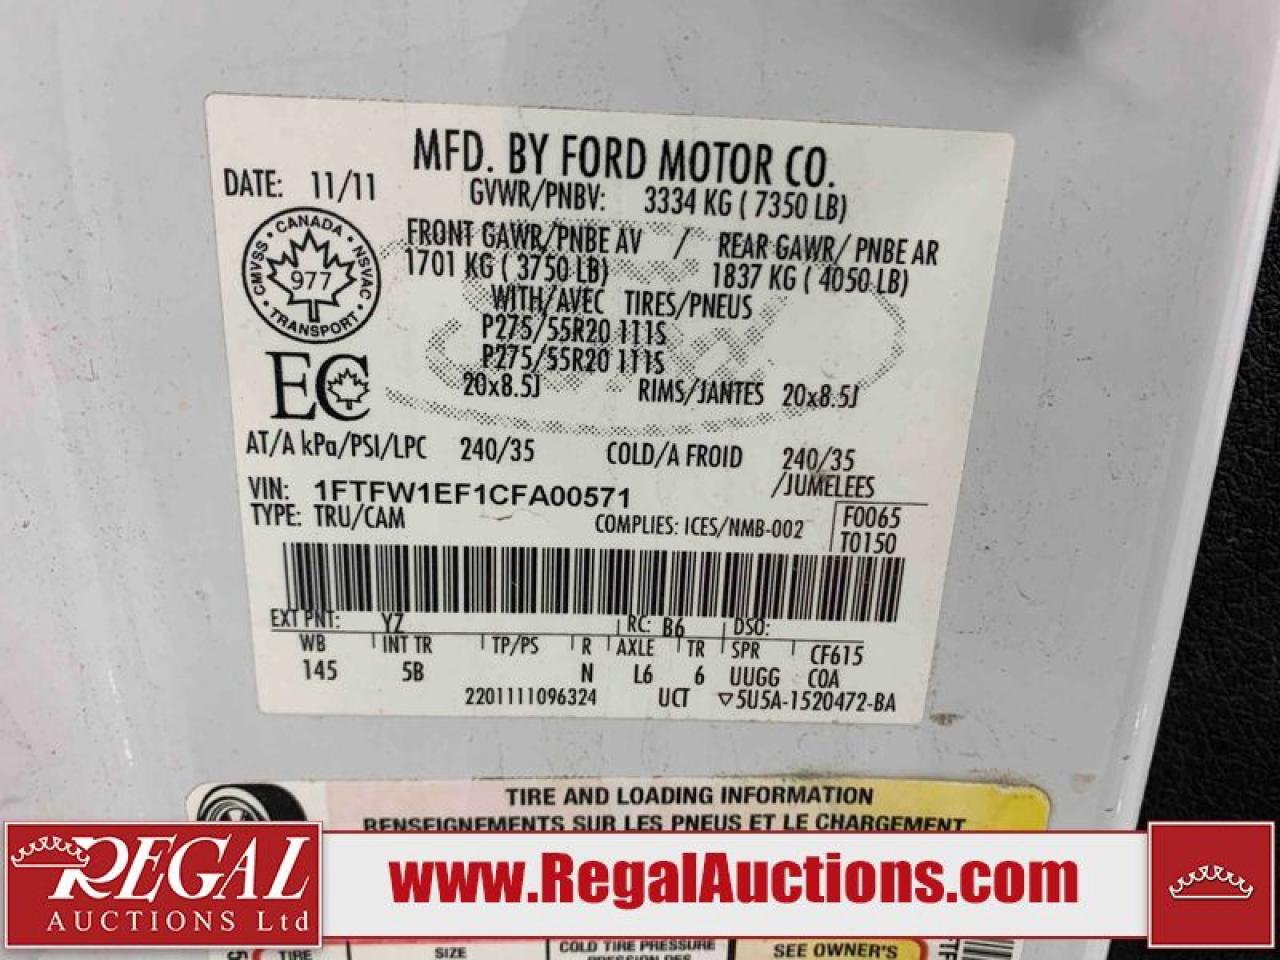 MFD. BY FORD MOTOR CO.
DATE: 11/11 GVWR/PNBV: 3334 KG ( 7350 LB)
FRONT GAWR/PNBE AV / REAR GAWR/ PNBE AR
1701 KG ( 3750 LB) 1837 KG ( 4050 LB)
WITH/AVEC TIRES/PNEUS
P275/55R20 111S
P275/55R20 111S
20x8.5J RIMS/JANTES 20x8.5J
CANADA • NSVAC • TRANSPORT • CMVSS •
977
EC
AT/A kPa/PSI/LPC 240/35 COLD/A FROID 240/35
/JUMELEES
VIN: 1FTFW1EF1CFA00571
TYPE: TRU/CAM COMPLIES: ICES/NMB-002
F0065
T0150
EXT PNT: YZ RC: B6 DSO:
WB INT TR TP/PS R AXLE TR SPR CF615
145 5B N L6 6 UUGG COA
2201111096324 UCT ▽5U5A-1520472-BA
TIRE AND LOADING INFORMATION
RENSEIGNEMENTS SUR LES PNEUS ET LE CHARGEMENT
REGAL
AUCTIONS Ltd
www.RegalAuctions.com
TIRE SIZE COLD TIRE PRESSURE SEE OWNER'S